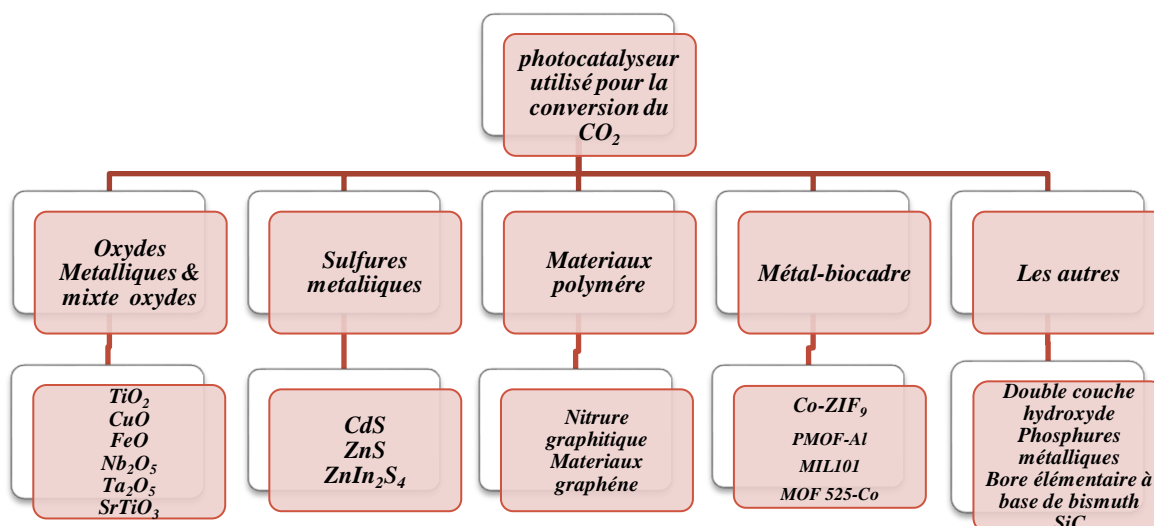 photocatalyseur
utilisé pour la
conversion du
CO₂
Oxydes
Metalliques &
mixte oxydes
Sulfures
metaliiques
Materiaux
polymére
Métal-biocadre
Les autres
TiO₂
CuO
FeO
Nb₂O₅
Ta₂O₅
SrTiO₃
CdS
ZnS
ZnIn₂S₄
Nitrure
graphitique
Materiaux
graphéne
Co-ZIF₉
PMOF-Al
MIL101
MOF 525-Co
Double couche
hydroxyde
Phosphures
métalliques
Bore élémentaire à
base de bismuth
SiC